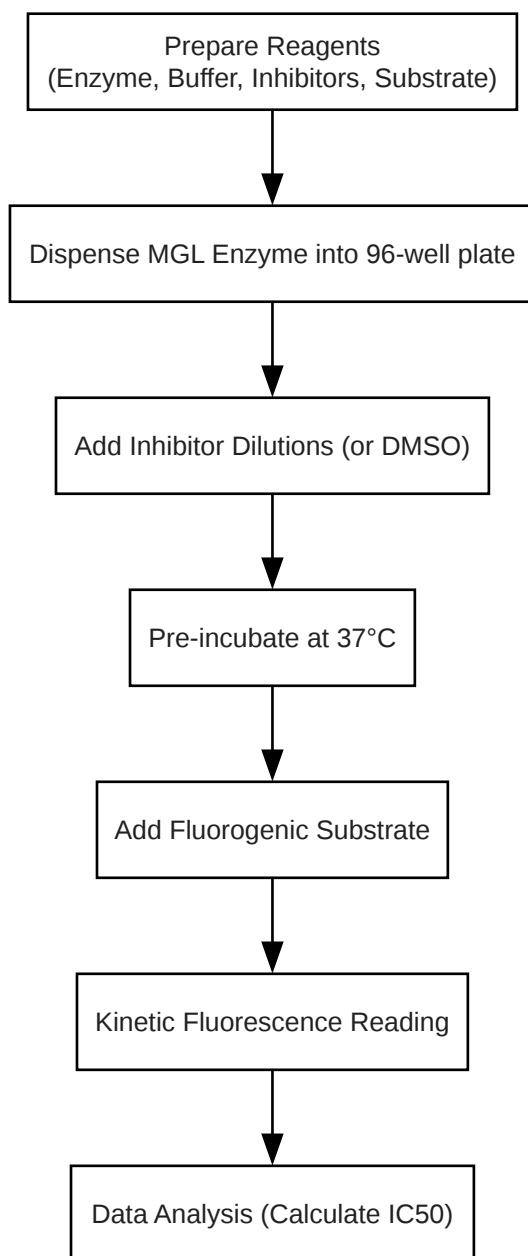 Prepare Reagents
(Enzyme, Buffer, Inhibitors, Substrate)
Dispense MGL Enzyme into 96-well plate
Add Inhibitor Dilutions (or DMSO)
Pre-incubate at 37°C
Add Fluorogenic Substrate
Kinetic Fluorescence Reading
Data Analysis (Calculate IC50)